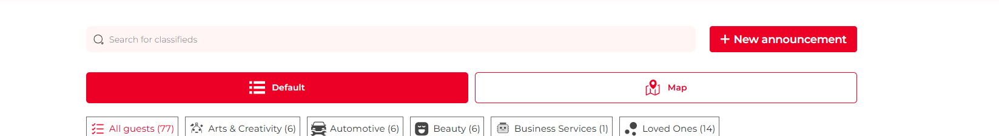 Search for classifieds
+ New announcement
Default
Map
All guests (77)
Arts & Creativity (6)
Automotive (6)
Beauty (6)
Business Services (1)
Loved Ones (14)